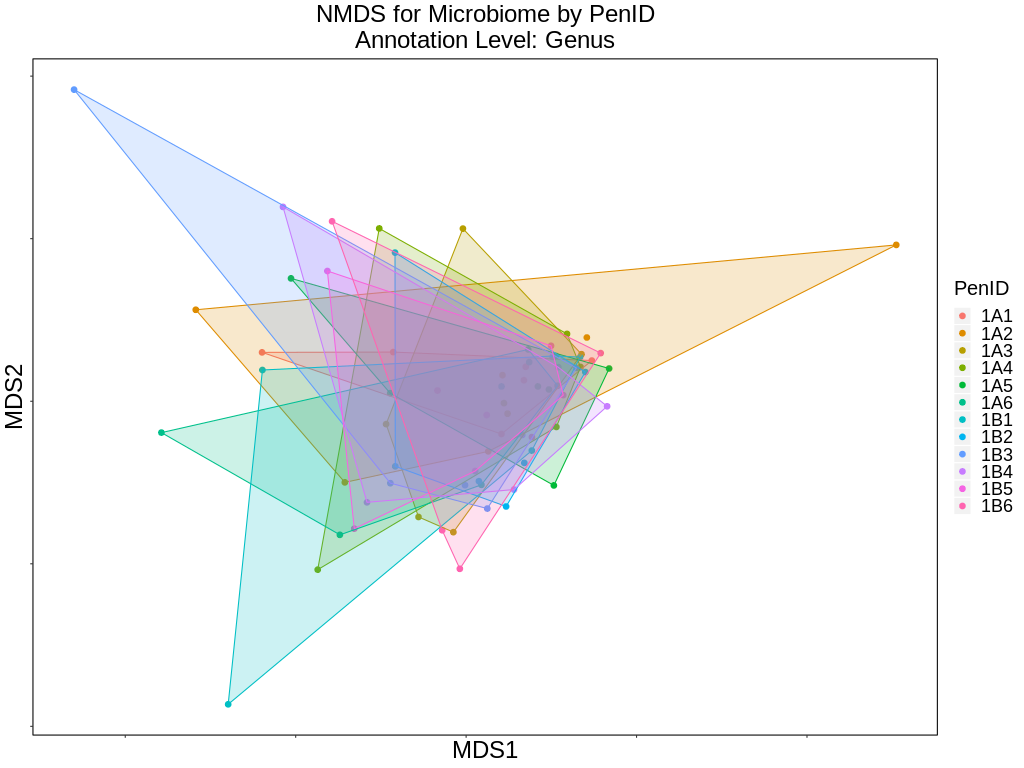 NMDS for Microbiome by PenID
Annotation Level: Genus
MDS2
MDS1
PenID
1A1
1A2
1A3
1A4
1A5
1A6
1B1
1B2
1B3
1B4
1B5
1B6